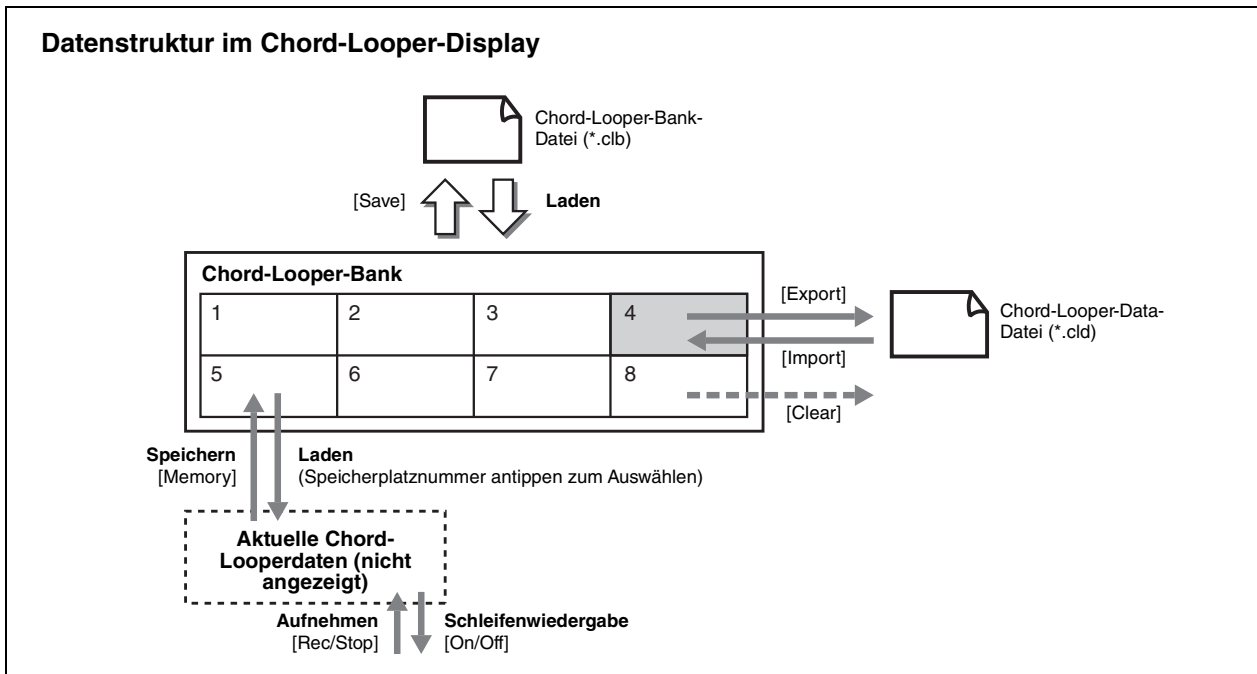 Datenstruktur im Chord-Looper-Display
Chord-Looper-Bank-
Datei (*.clb)
[Save]
Laden
Chord-Looper-Bank
1
2
3
4
5
6
7
8
[Export]
[Import]
[Clear]
Chord-Looper-Data-
Datei (*.cld)
Speichern
[Memory]
Laden
(Speicherplatznummer antippen zum Auswählen)
Aktuelle Chord-
Looperdaten (nicht
angezeigt)
Aufnehmen
[Rec/Stop]
Schleifenwiedergabe
[On/Off]